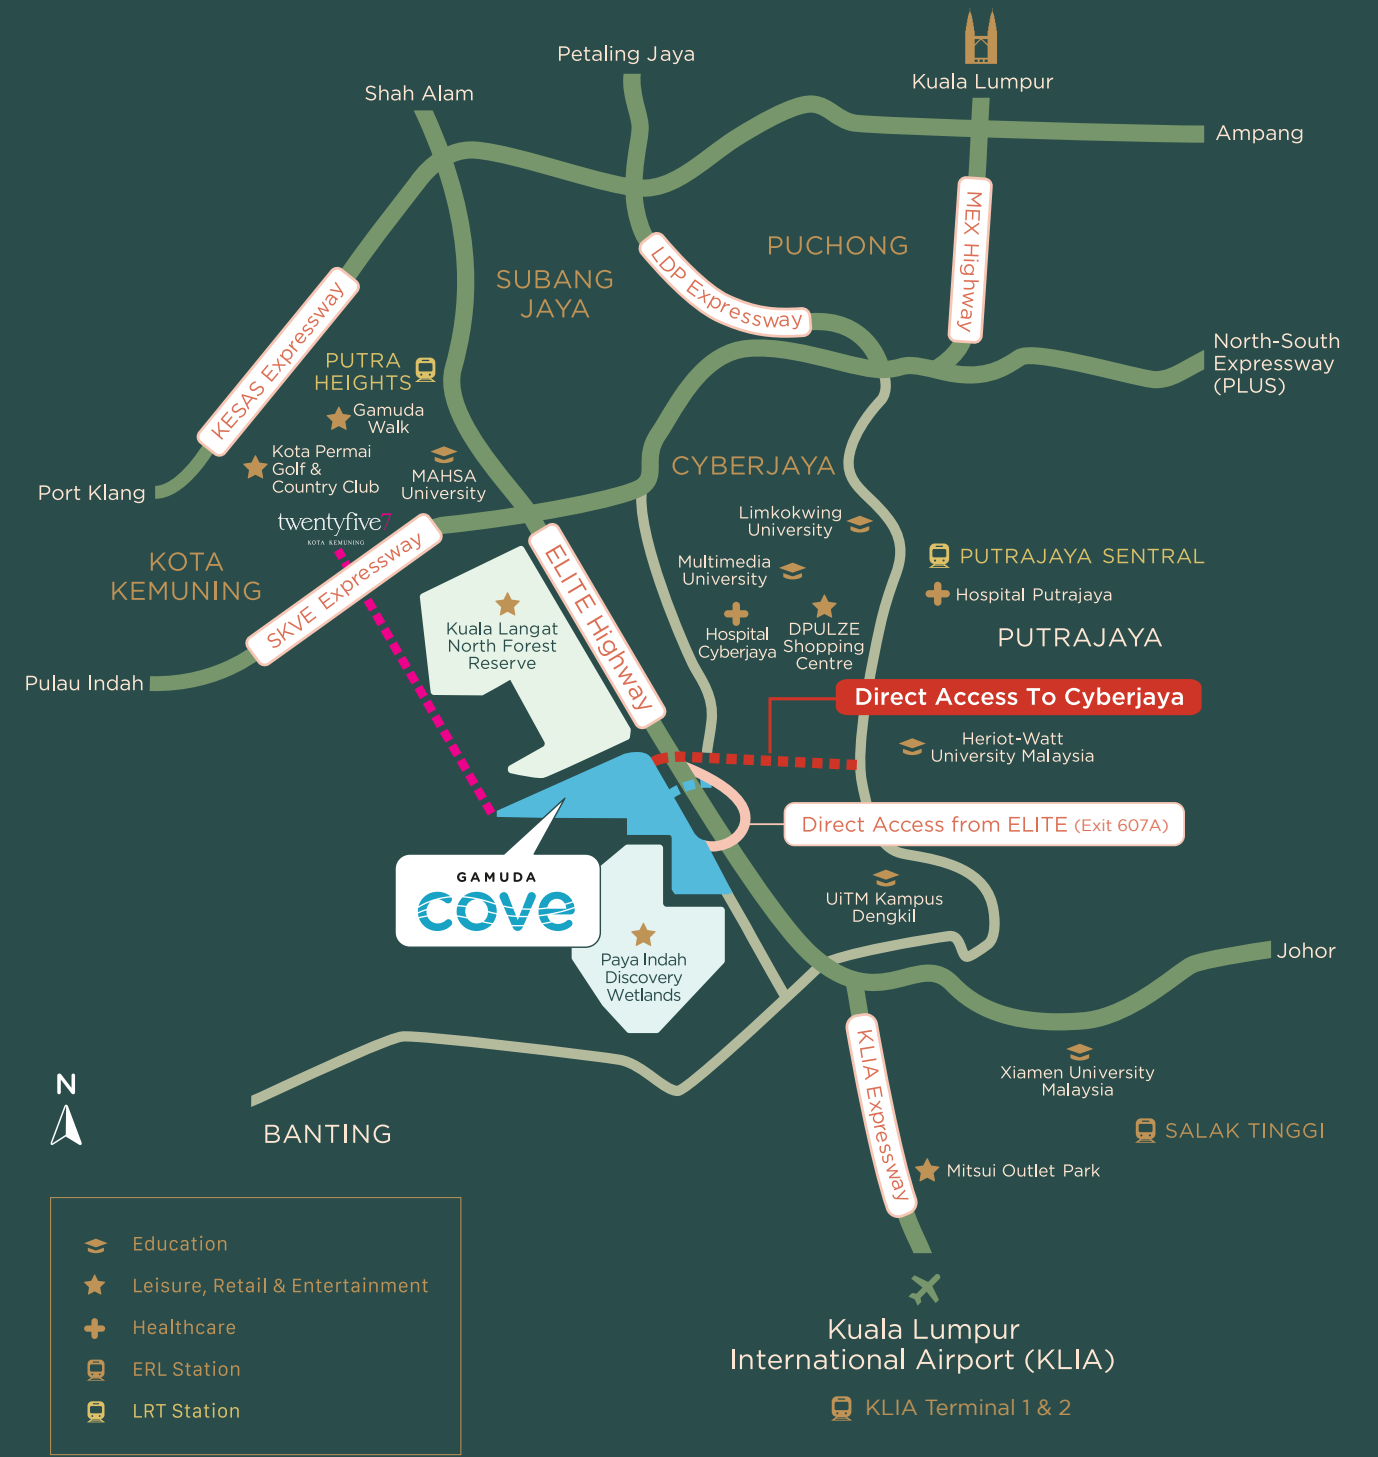 Petaling Jaya
Kuala Lumpur
Shah Alam
Ampang
MEX Highway
PUCHONG
LDP Expressway
SUBANG
JAYA
KESAS Expressway
North-South
Expressway
(PLUS)
PUTRA
HEIGHTS
Gamuda
Walk
Kota Permai
Golf &
Country Club
MAHSA
University
CYBERJAYA
Port Klang
twentyfive7
KOTA KEMUNING
Limkokwing
University
KOTA
KEMUNING
SKVE Expressway
ELITE Highway
Multimedia
University
PUTRAJAYA SENTRAL
Hospital Putrajaya
Kuala Langat
North Forest
Reserve
Hospital
Cyberjaya
DPULZE
Shopping
Centre
PUTRAJAYA
Pulau Indah
Direct Access To Cyberjaya
Heriot-Watt
University Malaysia
Direct Access from ELITE (Exit 607A)
GAMUDA
cove
UiTM Kampus
Dengkil
Paya Indah
Discovery
Wetlands
Johor
KLIA Expressway
Xiamen University
Malaysia
N
BANTING
SALAK TINGGI
Mitsui Outlet Park
Education
Leisure, Retail & Entertainment
Healthcare
ERL Station
LRT Station
Kuala Lumpur
International Airport (KLIA)
KLIA Terminal 1 & 2